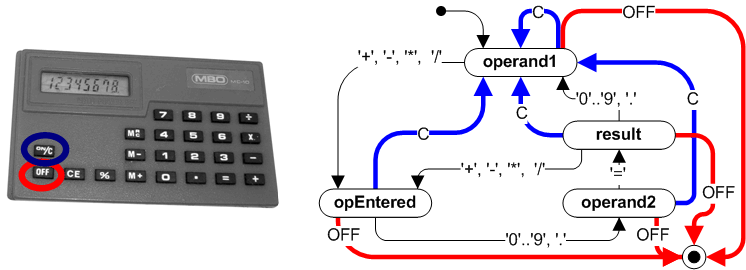 12345678.
MBO
7 8 9 ÷
ON/C
4 5 6 X
M- 1 2 3 −
OFF CE % M+ 0 · = +
C
OFF
'+', '-', '*', '/'
operand1
'0'..'9', '.'
C
C
result
C
'+', '-', '*', '/'
'='
OFF
opEntered
operand2
OFF
'0'..'9', '.'
OFF